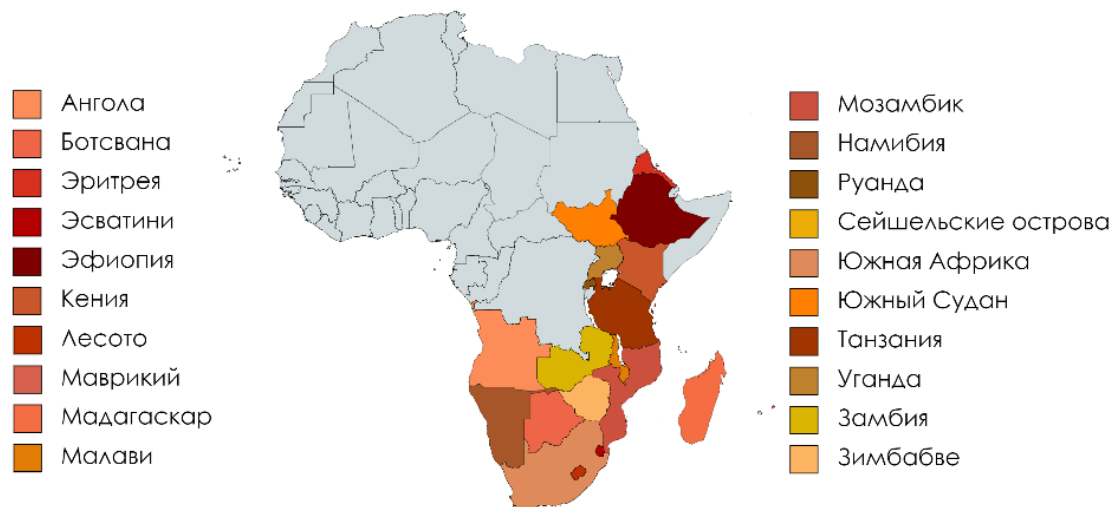 Ангола
Ботсвана
Эритрея
Эсватини
Эфиопия
Кения
Лесото
Маврикий
Мадагаскар
Малави
Мозамбик
Намибия
Руанда
Сейшельские острова
Южная Африка
Южный Судан
Танзания
Уганда
Замбия
Зимбабве